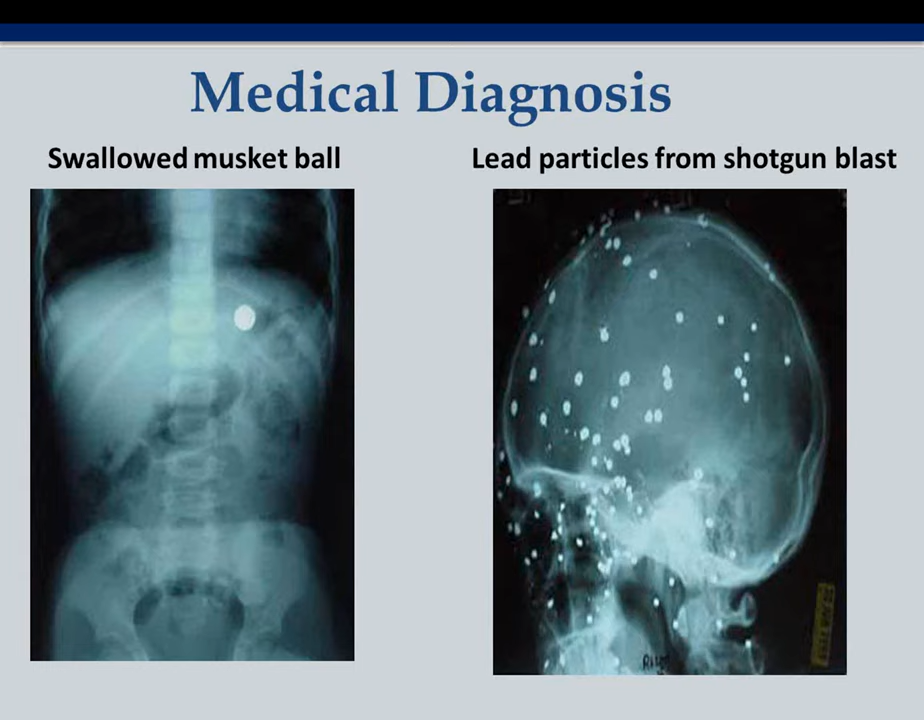 Medical Diagnosis
Swallowed musket ball
Lead particles from shotgun blast